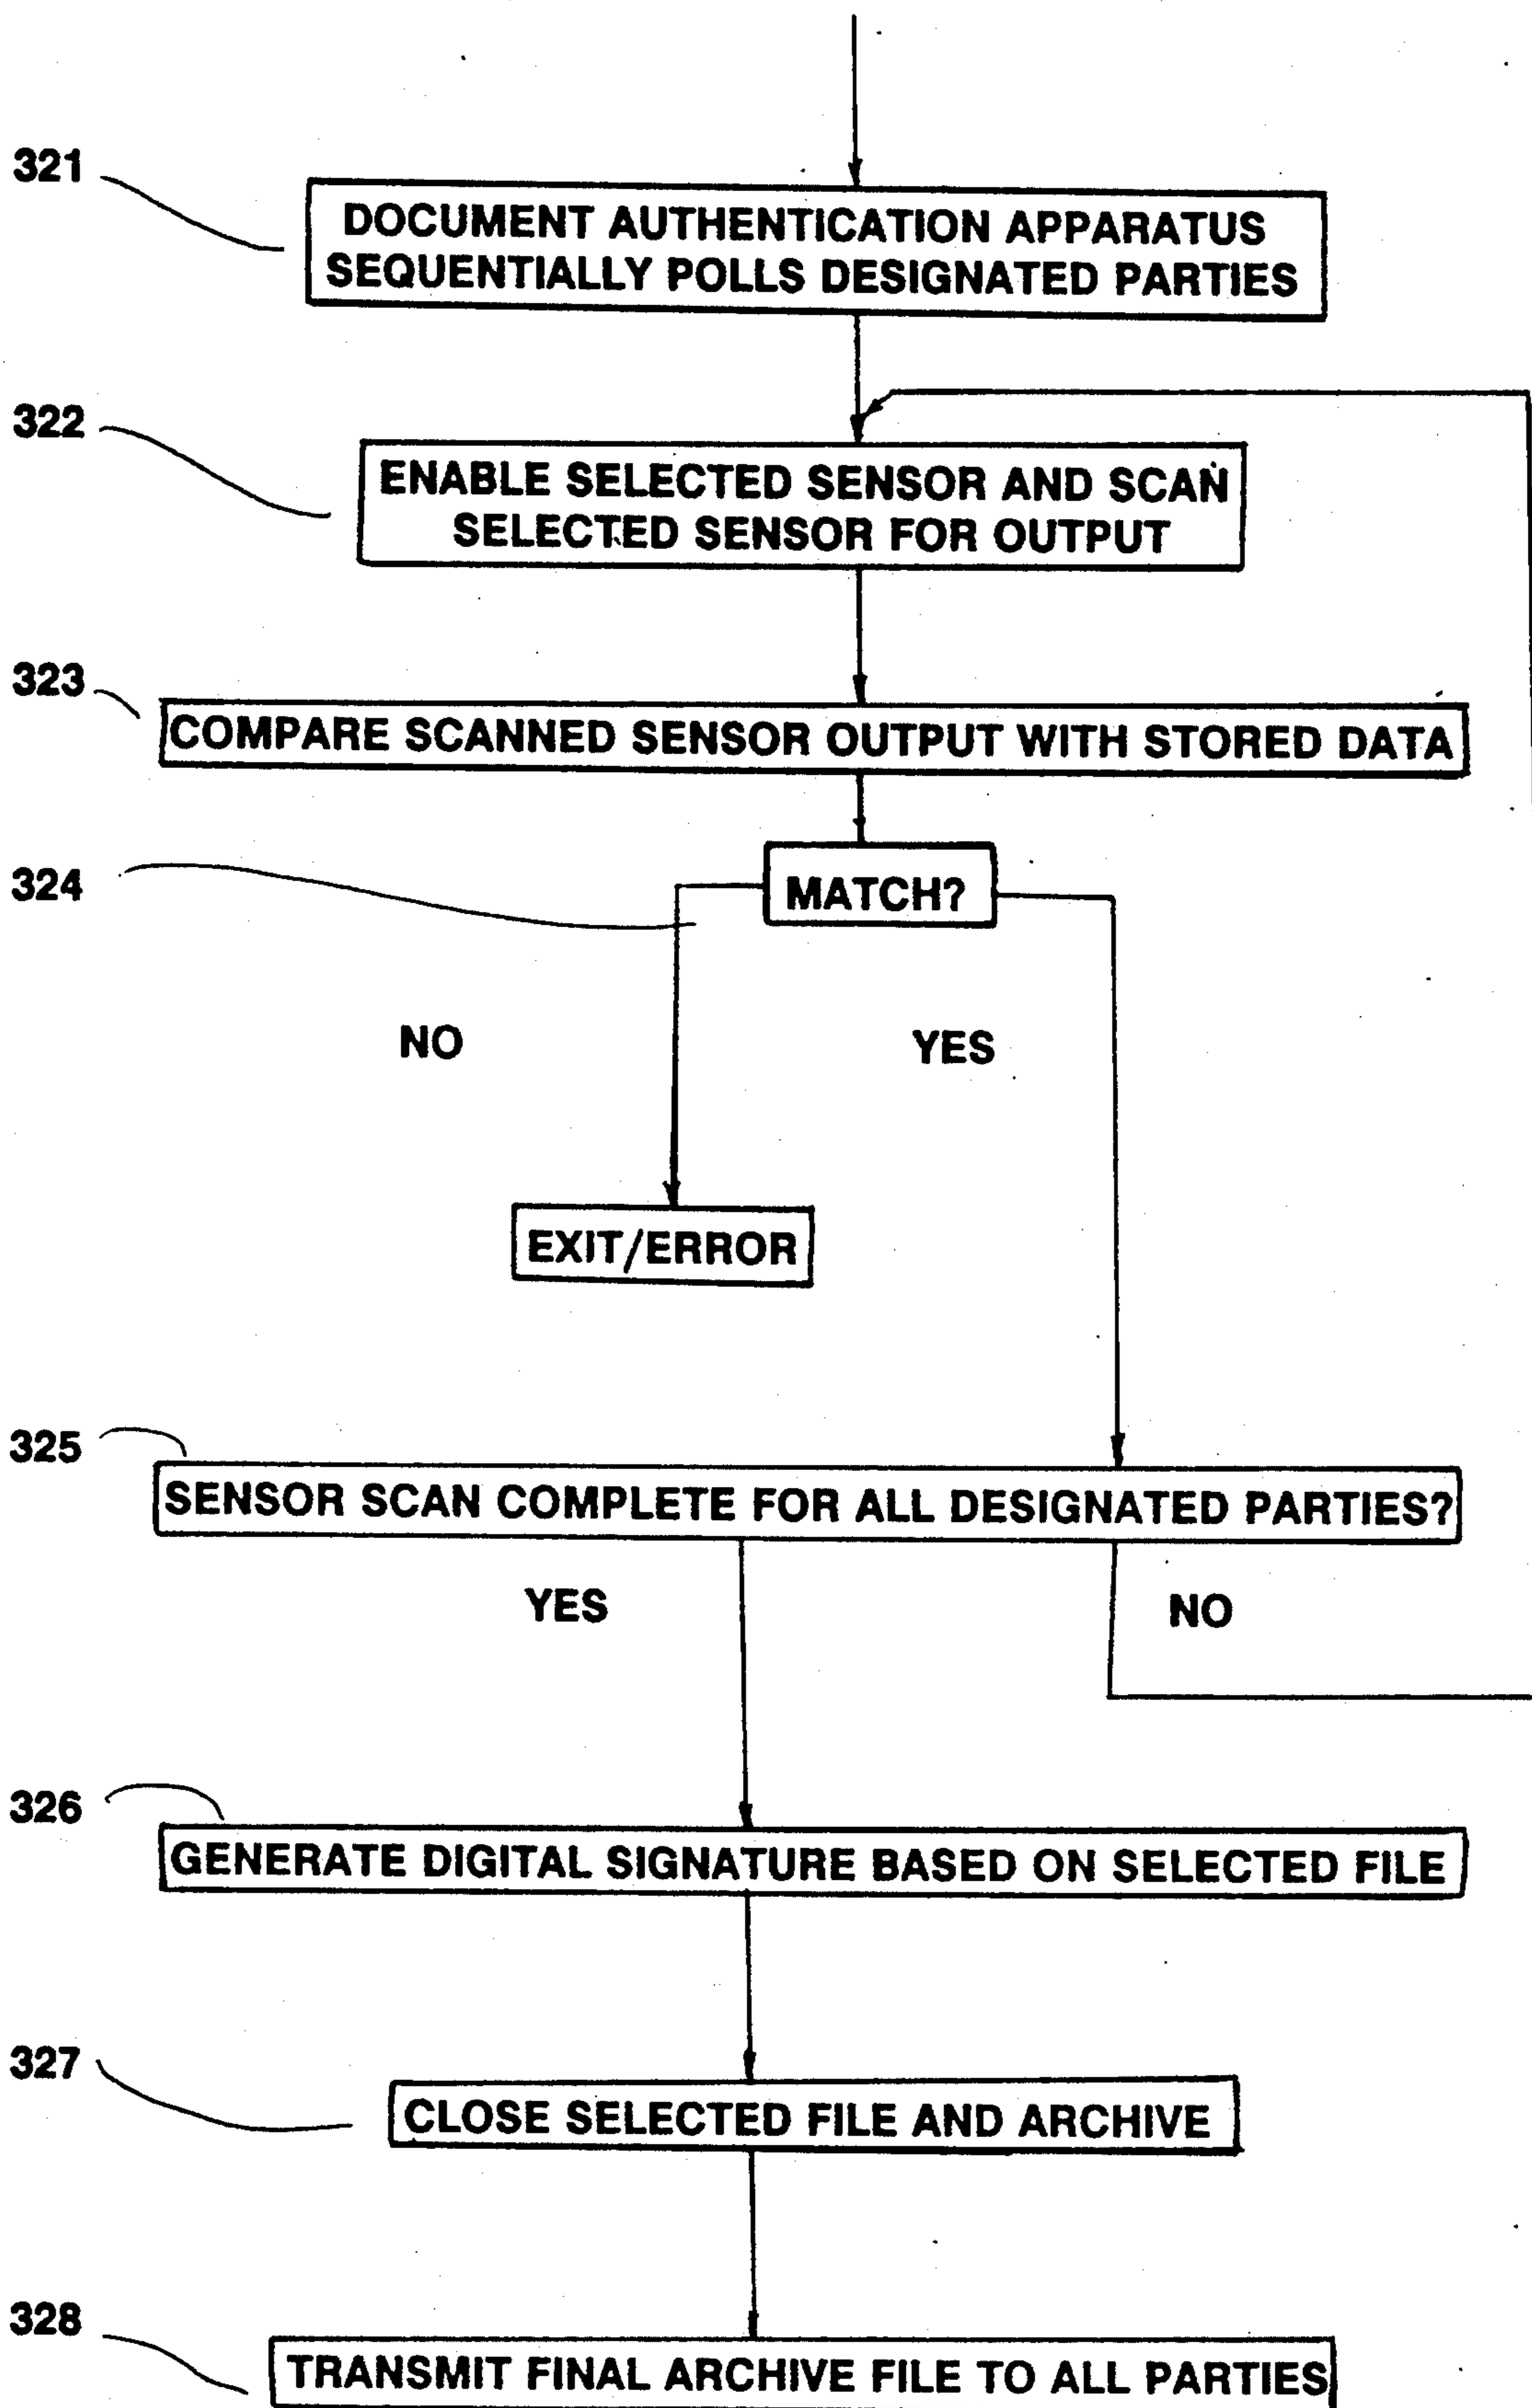 321
DOCUMENT AUTHENTICATION APPARATUS
SEQUENTIALLY POLLS DESIGNATED PARTIES
322
ENABLE SELECTED SENSOR AND SCAN
SELECTED SENSOR FOR OUTPUT
323
COMPARE SCANNED SENSOR OUTPUT WITH STORED DATA
324
MATCH?
NO
YES
EXIT/ERROR
325
SENSOR SCAN COMPLETE FOR ALL DESIGNATED PARTIES?
YES
NO
326
GENERATE DIGITAL SIGNATURE BASED ON SELECTED FILE
327
CLOSE SELECTED FILE AND ARCHIVE
328
TRANSMIT FINAL ARCHIVE FILE TO ALL PARTIES